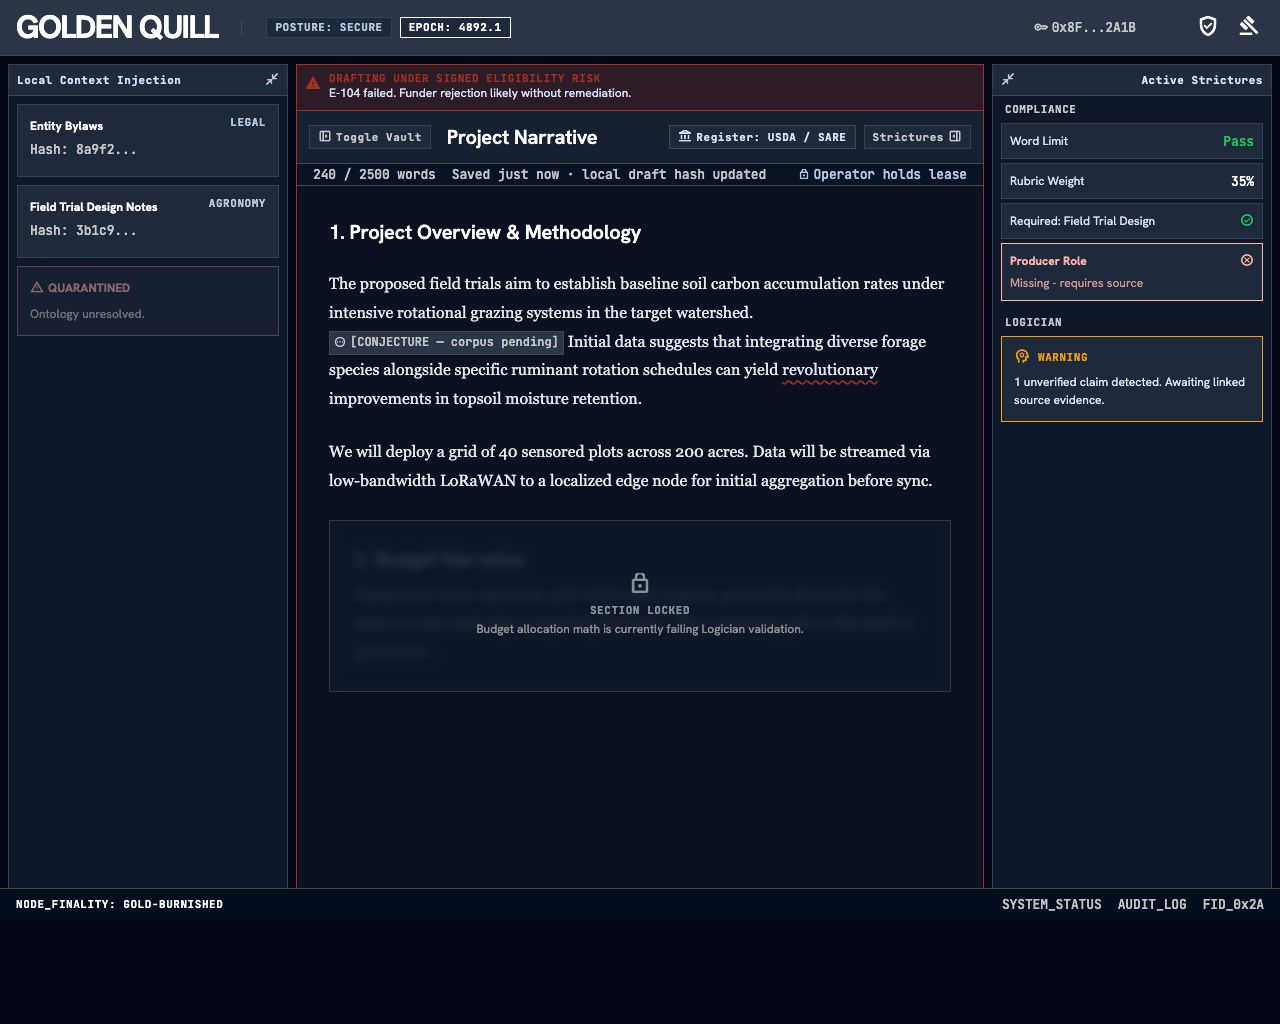 GOLDEN QUILL
POSTURE: SECURE
EPOCH: 4892.1
0x8F...2A1B
Local Context Injection
Entity Bylaws
LEGAL
Hash: 8a9f2...
Field Trial Design Notes
AGRONOMY
Hash: 3b1c9...
QUARANTINED
Ontology unresolved.
DRAFTING UNDER SIGNED ELIGIBILITY RISK
E-104 failed. Funder rejection likely without remediation.
Toggle Vault
Project Narrative
Register: USDA / SARE
Strictures
240 / 2500 words
Saved just now · local draft hash updated
Operator holds lease
1. Project Overview & Methodology
The proposed field trials aim to establish baseline soil carbon accumulation rates under
intensive rotational grazing systems in the target watershed.
[CONJECTURE — corpus pending] Initial data suggests that integrating diverse forage
species alongside specific ruminant rotation schedules can yield revolutionary
improvements in topsoil moisture retention.
We will deploy a grid of 40 sensored plots across 200 acres. Data will be streamed via
low-bandwidth LoRaWAN to a localized edge node for initial aggregation before sync.
2. Budget Narrative
SECTION LOCKED
Budget allocation math is currently failing Logician validation.
Active Strictures
COMPLIANCE
Word Limit
Pass
Rubric Weight
35%
Required: Field Trial Design
Producer Role
Missing - requires source
LOGICIAN
WARNING
1 unverified claim detected. Awaiting linked
source evidence.
NODE_FINALITY: GOLD-BURNISHED
SYSTEM_STATUS
AUDIT_LOG
FID_0x2A